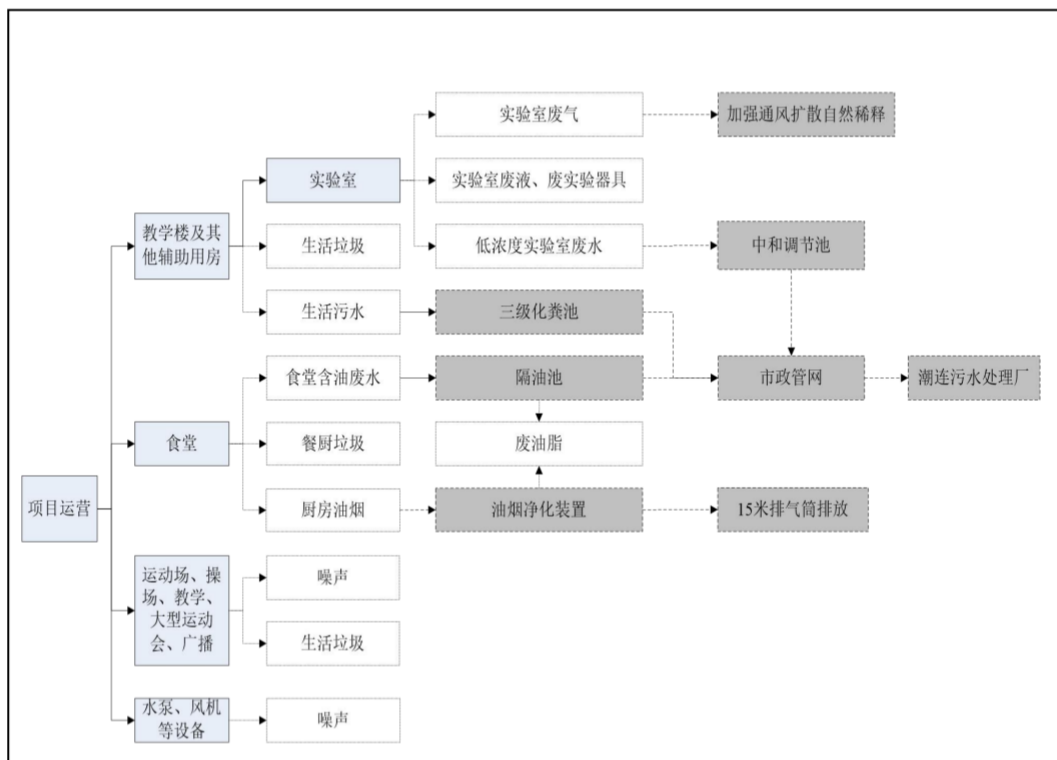 实验室废气
加强通风扩散自然稀释
实验室
实验室废液、废实验器具
教学楼及其
他辅助用房
生活垃圾
低浓度实验室废水
中和调节池
生活污水
三级化粪池
食堂含油废水
隔油池
市政管网
潮连污水处理厂
食堂
餐厨垃圾
废油脂
项目运营
厨房油烟
油烟净化装置
15米排气筒排放
运动场、操
场、教学、
大型运动
会、广播
噪声
生活垃圾
水泵、风机
等设备
噪声